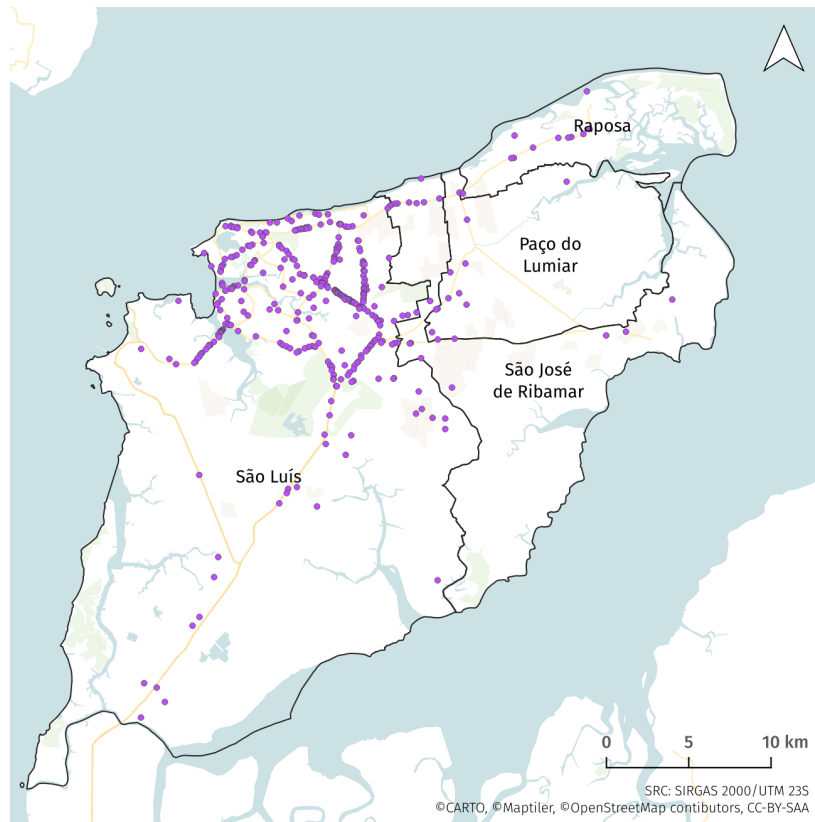 Raposa
Paço do
Lumiar
São José
de Ribamar
São Luís
0 5 10 km
SRC: SIRGAS 2000/UTM 23S
©CARTO, ©Maptiler, ©OpenStreetMap contibutors, CC-BY-SAA